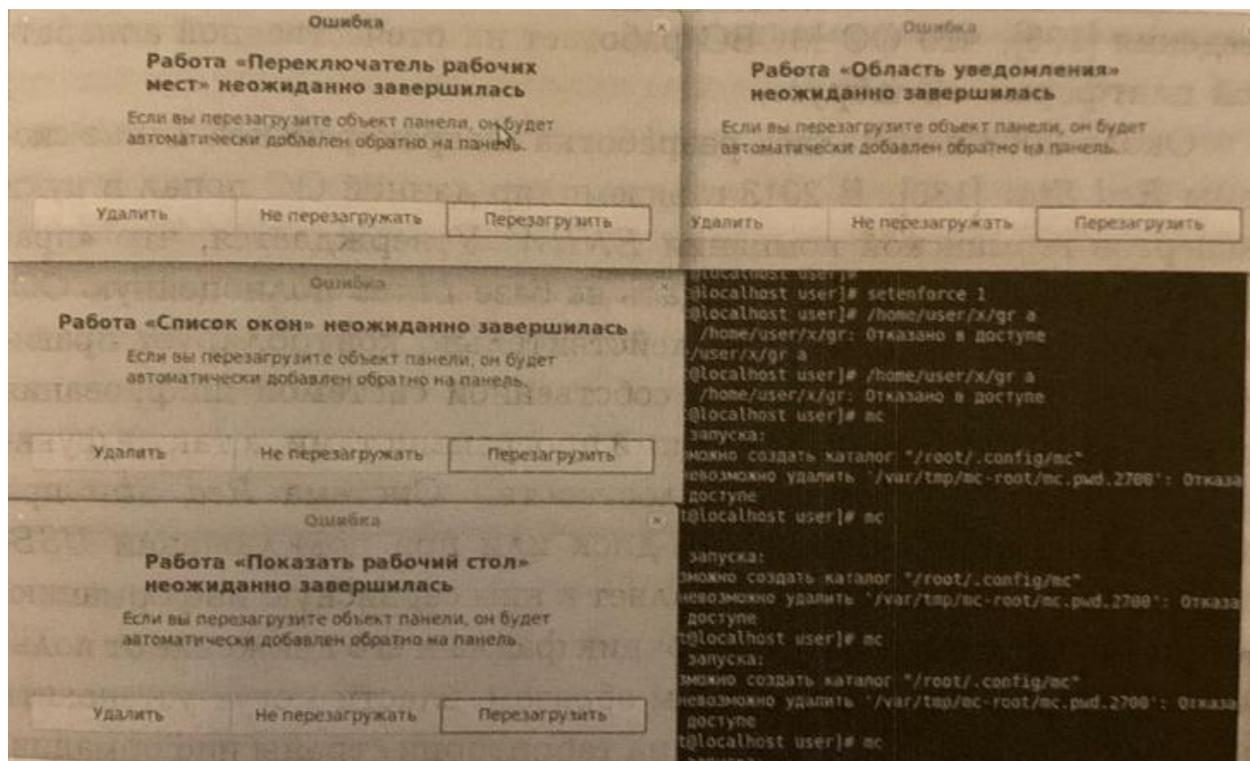 Ошибка
Работа «Переключатель рабочих
мест» неожиданно завершилась
Если вы перезагрузите объект панели, он будет
автоматически добавлен обратно на панель.
Удалить Не перезагружать Перезагрузить
Ошибка
Работа «Область уведомления»
неожиданно завершилась
Если вы перезагрузите объект панели, он будет
автоматически добавлен обратно на панель.
Удалить Не перезагружать Перезагрузить
Ошибка
Работа «Список окон» неожиданно завершилась
Если вы перезагрузите объект панели, он будет
автоматически добавлен обратно на панель.
Удалить Не перезагружать Перезагрузить
Ошибка
Работа «Показать рабочий стол»
неожиданно завершилась
Если вы перезагрузите объект панели, он будет
автоматически добавлен обратно на панель.
Удалить Не перезагружать Перезагрузить
@localhost user]#
t@localhost user]# setenforce 1
t@localhost user]# /home/user/x/gr a
/home/user/x/gr: Отказано в доступе
/user/x/gr a
t@localhost user]# /home/user/x/gr a
/home/user/x/gr: Отказано в доступе
t@localhost user]# mc
запуска:
зможно создать каталог "/root/.config/mc"
невозможно удалить '/var/tmp/mc-root/mc.pwd.2700': Отказа
доступе
t@localhost user]# mc
запуска:
зможно создать каталог "/root/.config/mc"
невозможно удалить '/var/tmp/mc-root/mc.pwd.2700': Отказа
доступе
t@localhost user]# mc
запуска:
зможно создать каталог "/root/.config/mc"
невозможно удалить '/var/tmp/mc-root/mc.pwd.2700': Отказа
доступе
t@localhost user]# mc